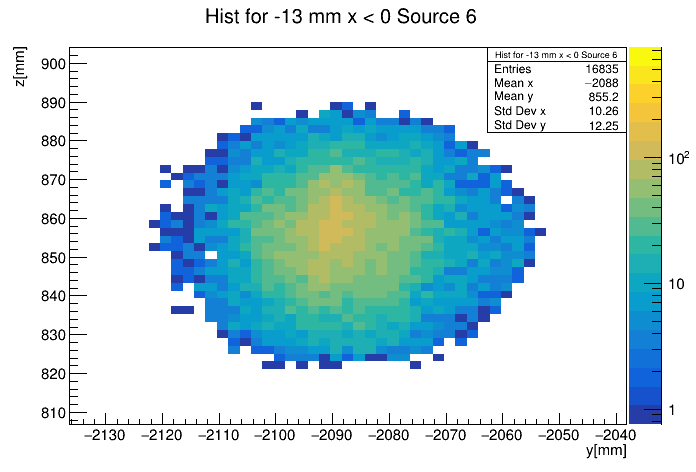 Hist for -13 mm x < 0 Source 6
z[mm]
900
890
880
870
860
850
840
830
820
810
Hist for -13 mm x < 0 Source 6
Entries 16835
Mean x −2088
Mean y 855.2
Std Dev x 10.26
Std Dev y 12.25
10²
10
1
−2130 −2120 −2110 −2100 −2090 −2080 −2070 −2060 −2050 −2040
y[mm]